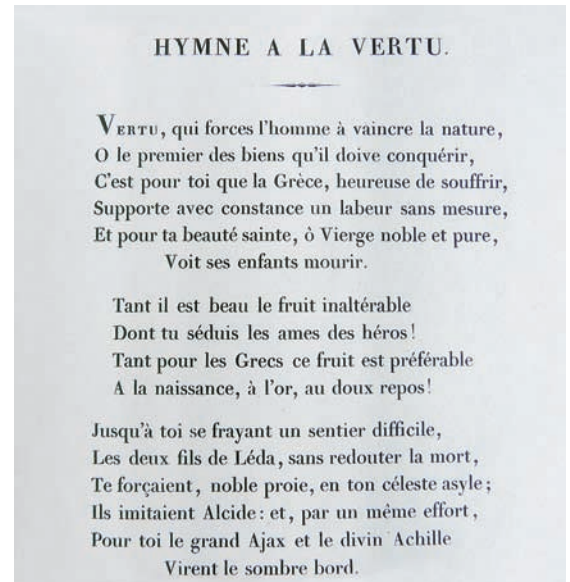 HYMNE A LA VERTU.
VERTU, qui forces l'homme à vaincre la nature,
O le premier des biens qu'il doive conquérir,
C'est pour toi que la Grèce, heureuse de souffrir,
Supporte avec constance un labeur sans mesure,
Et pour ta beauté sainte, ô Vierge noble et pure,
Voit ses enfants mourir.
Tant il est beau le fruit inaltérable
Dont tu séduis les ames des héros!
Tant pour les Grecs ce fruit est préférable
A la naissance, à l'or, au doux repos!
Jusqu'à toi se frayant un sentier difficile,
Les deux fils de Léda, sans redouter la mort,
Te forçaient, noble proie, en ton céleste asyle;
Ils imitaient Alcide: et, par un même effort,
Pour toi le grand Ajax et le divin Achille
Virent le sombre bord.